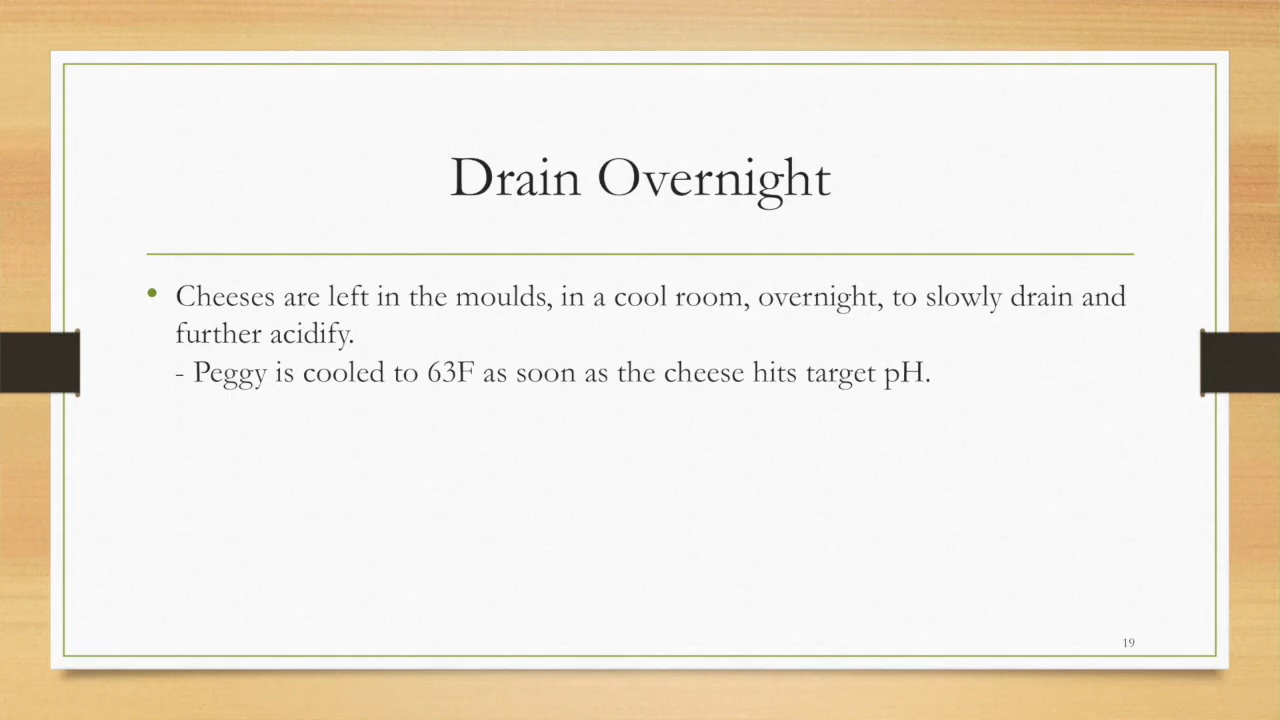 Drain Overnight
• Cheeses are left in the moulds, in a cool room, overnight, to slowly drain and
further acidify.
- Peggy is cooled to 63F as soon as the cheese hits target pH.
19